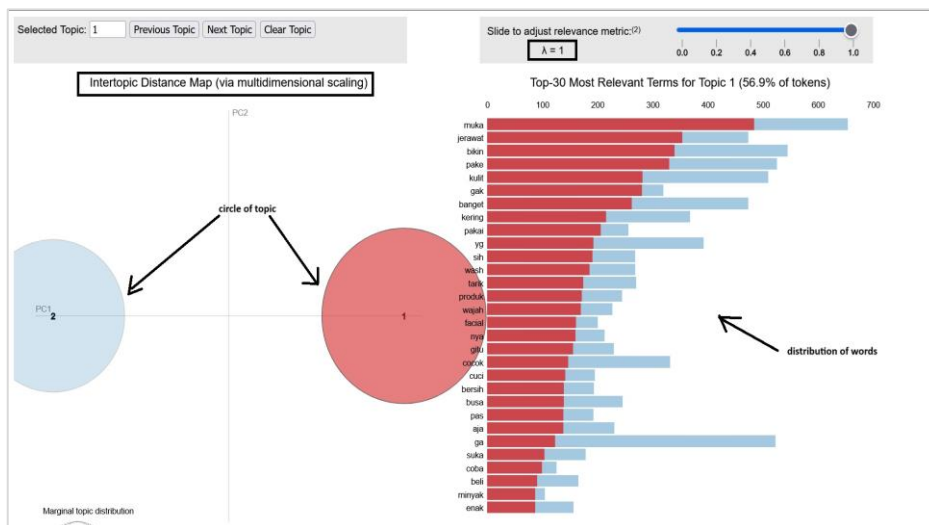 Selected Topic: 1 Previous Topic Next Topic Clear Topic
Slide to adjust relevance metric:(2)
λ = 1
0.0 0.2 0.4 0.6 0.8 1.0
Intertopic Distance Map (via multidimensional scaling)
PC2
circle of topic
PC1
2
1
Marginal topic distribution
Top-30 Most Relevant Terms for Topic 1 (56.9% of tokens)
0 100 200 300 400 500 600 700
muka
jerawat
bikin
pake
kulit
gak
banget
kering
pakai
yg
sih
wash
tarik
produk
wajah
facial
nya
gitu
cocok
cuci
bersih
busa
pas
aja
ga
suka
coba
beli
minyak
enak
distribution of words